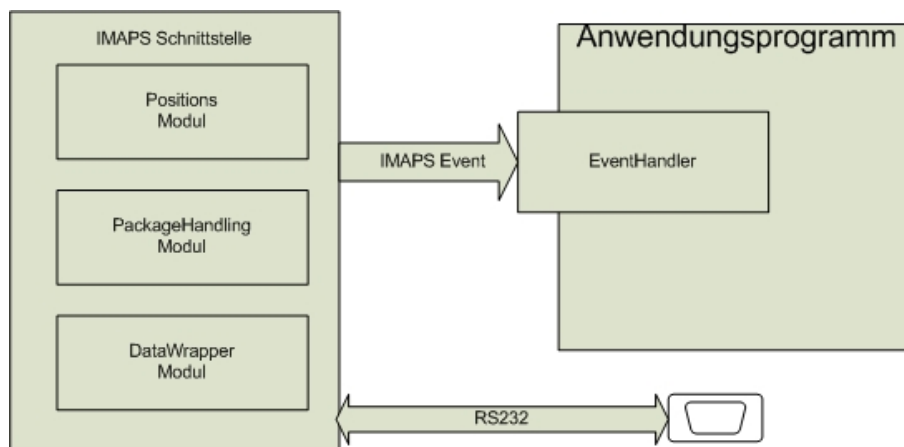 IMAPS Schnittstelle
Positions
Modul
PackageHandling
Modul
DataWrapper
Modul
IMAPS Event
Anwendungsprogramm
EventHandler
RS232